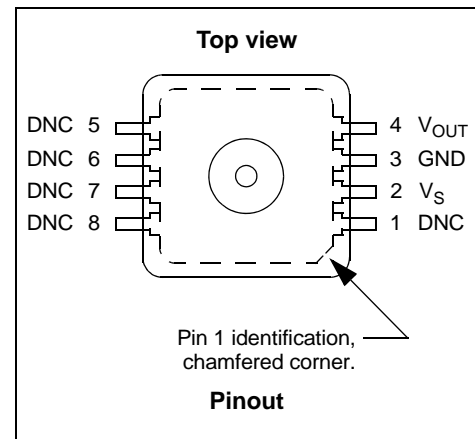 Top view
DNC 5 4 VOUT
DNC 6 3 GND
DNC 7 2 VS
DNC 8 1 DNC
Pin 1 identification,
chamfered corner.
Pinout